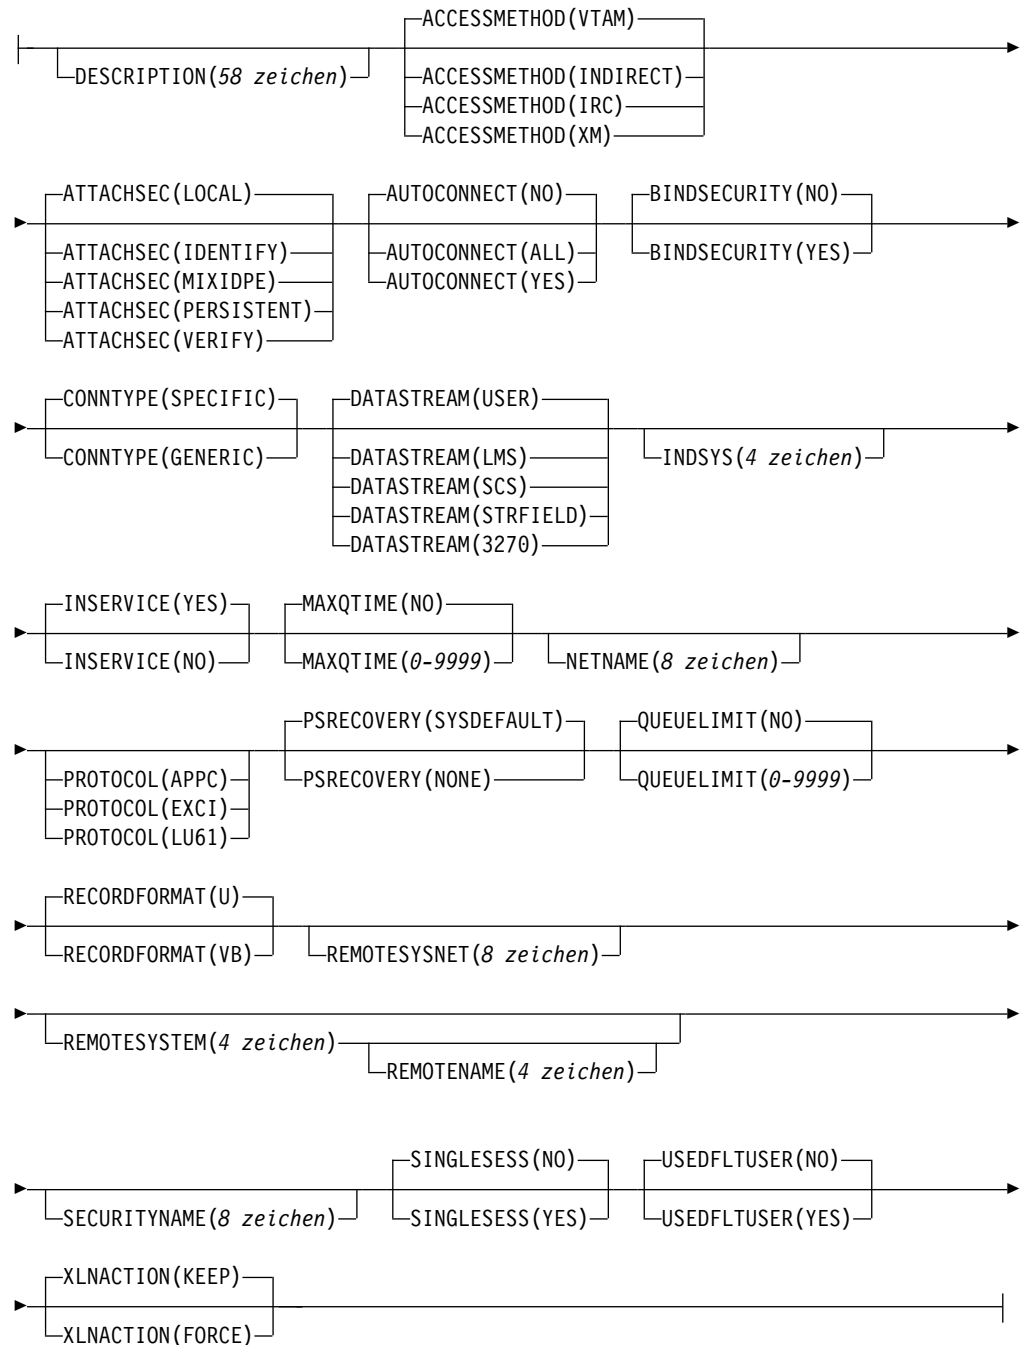 ACCESSMETHOD(VTAM)
DESCRIPTION(58 zeichen)
ACCESSMETHOD(INDIRECT)
ACCESSMETHOD(IRC)
ACCESSMETHOD(XM)
ATTACHSEC(LOCAL)
ATTACHSEC(IDENTIFY)
ATTACHSEC(MIXIDPE)
ATTACHSEC(PERSISTENT)
ATTACHSEC(VERIFY)
AUTOCONNECT(NO)
AUTOCONNECT(ALL)
AUTOCONNECT(YES)
BINDSECURITY(NO)
BINDSECURITY(YES)
CONNTYPE(SPECIFIC)
CONNTYPE(GENERIC)
DATASTREAM(USER)
DATASTREAM(LMS)
DATASTREAM(SCS)
DATASTREAM(STRFIELD)
DATASTREAM(3270)
INDSYS(4 zeichen)
INSERVICE(YES)
INSERVICE(NO)
MAXQTIME(NO)
MAXQTIME(0-9999)
NETNAME(8 zeichen)
PROTOCOL(APPC)
PROTOCOL(EXCI)
PROTOCOL(LU61)
PSRECOVERY(SYSDEFAULT)
PSRECOVERY(NONE)
QUEUELIMIT(NO)
QUEUELIMIT(0-9999)
RECORDFORMAT(U)
RECORDFORMAT(VB)
REMOTESYSNET(8 zeichen)
REMOTESYSTEM(4 zeichen)
REMOTENAME(4 zeichen)
SECURITYNAME(8 zeichen)
SINGLESESS(NO)
SINGLESESS(YES)
USEDFLTUSER(NO)
USEDFLTUSER(YES)
XLNACTION(KEEP)
XLNACTION(FORCE)